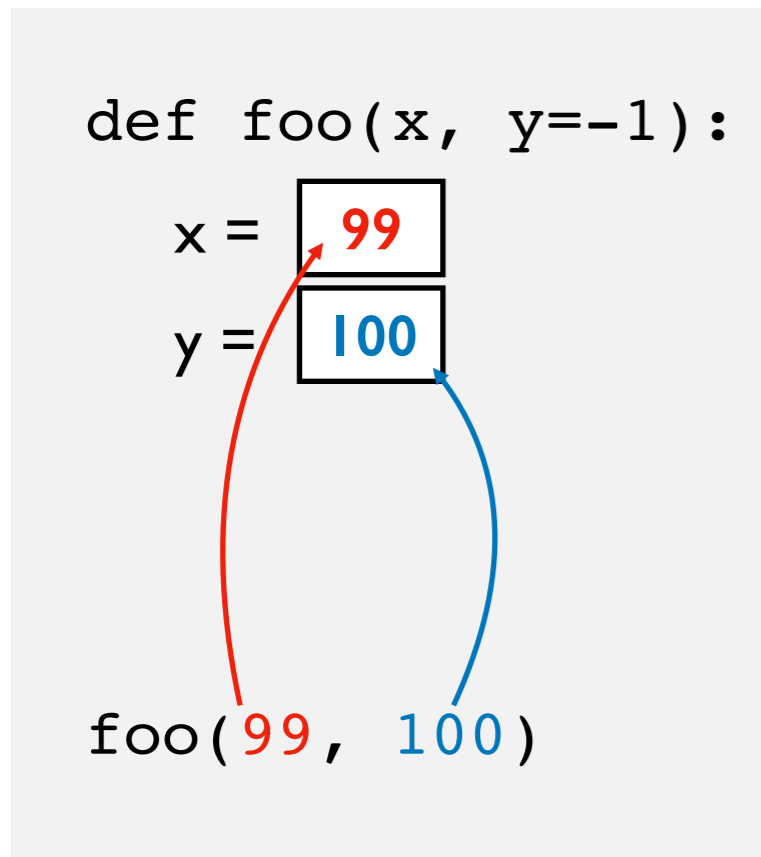 def foo(x, y=-1):
x = 99
y = 100
foo(99, 100)